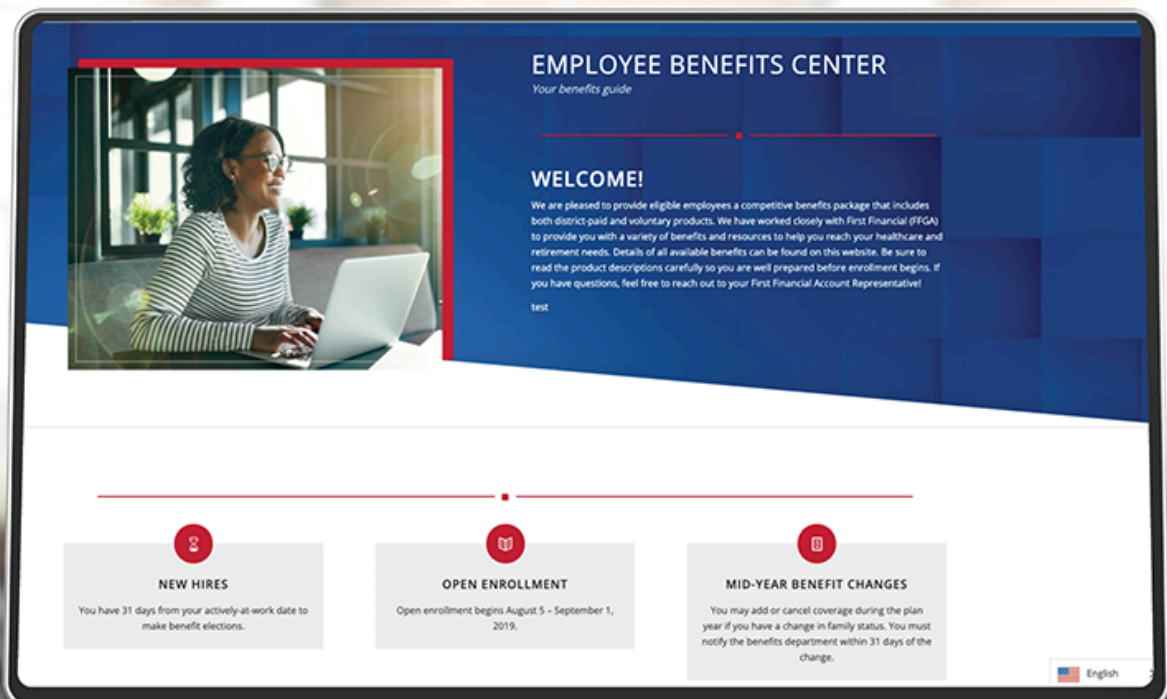 EMPLOYEE BENEFITS CENTER
Your benefits guide
WELCOME!
We are pleased to provide eligible employees a competitive benefits package that includes
both district-paid and voluntary products. We have worked closely with First Financial (FFGA)
to provide you with a variety of benefits and resources to help you reach your healthcare and
retirement needs. Details of all available benefits can be found on this website. Be sure to
read the product descriptions carefully so you are well prepared before enrollment begins. If
you have questions, feel free to reach out to your First Financial Account Representative!
test
NEW HIRES
You have 31 days from your actively-at-work date to
make benefit elections.
OPEN ENROLLMENT
Open enrollment begins August 5 – September 1,
2019.
MID-YEAR BENEFIT CHANGES
You may add or cancel coverage during the plan
year if you have a change in family status. You must
notify the benefits department within 31 days of the
change.
English